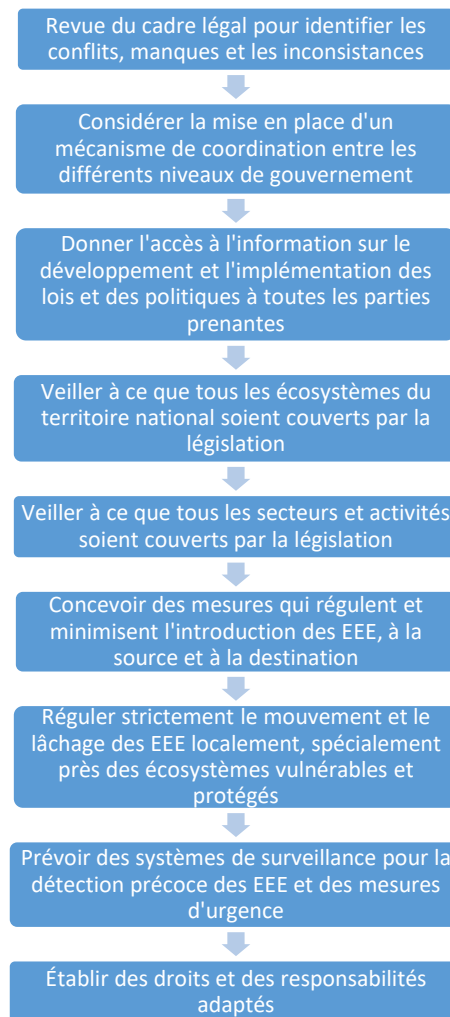 Revue du cadre légal pour identifier les
conflits, manques et les inconsistances
Considérer la mise en place d'un
mécanisme de coordination entre les
différents niveaux de gouvernement
Donner l'accès à l'information sur le
développement et l'implémentation des
lois et des politiques à toutes les parties
prenantes
Veiller à ce que tous les écosystèmes du
territoire national soient couverts par la
législation
Veiller à ce que tous les secteurs et activités
soient couverts par la législation
Concevoir des mesures qui régulent et
minimisent l'introduction des EEE, à la
source et à la destination
Réguler strictement le mouvement et le
lâchage des EEE localement, spécialement
près des écosystèmes vulnérables et
protégés
Prévoir des systèmes de surveillance pour la
détection précoce des EEE et des mesures
d'urgence
Établir des droits et des responsabilités
adaptés